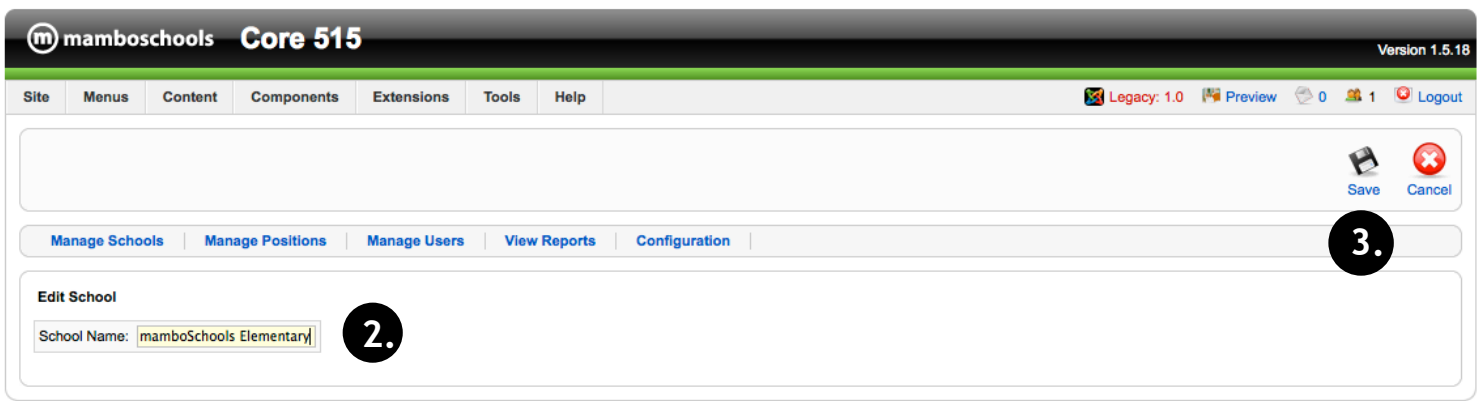 m mamboschools Core 515
Version 1.5.18
Site Menus Content Components Extensions Tools Help Legacy: 1.0 Preview 0 1 Logout
Save Cancel
Manage Schools Manage Positions Manage Users View Reports Configuration
3.
Edit School
School Name: mamboSchools Elementary
2.